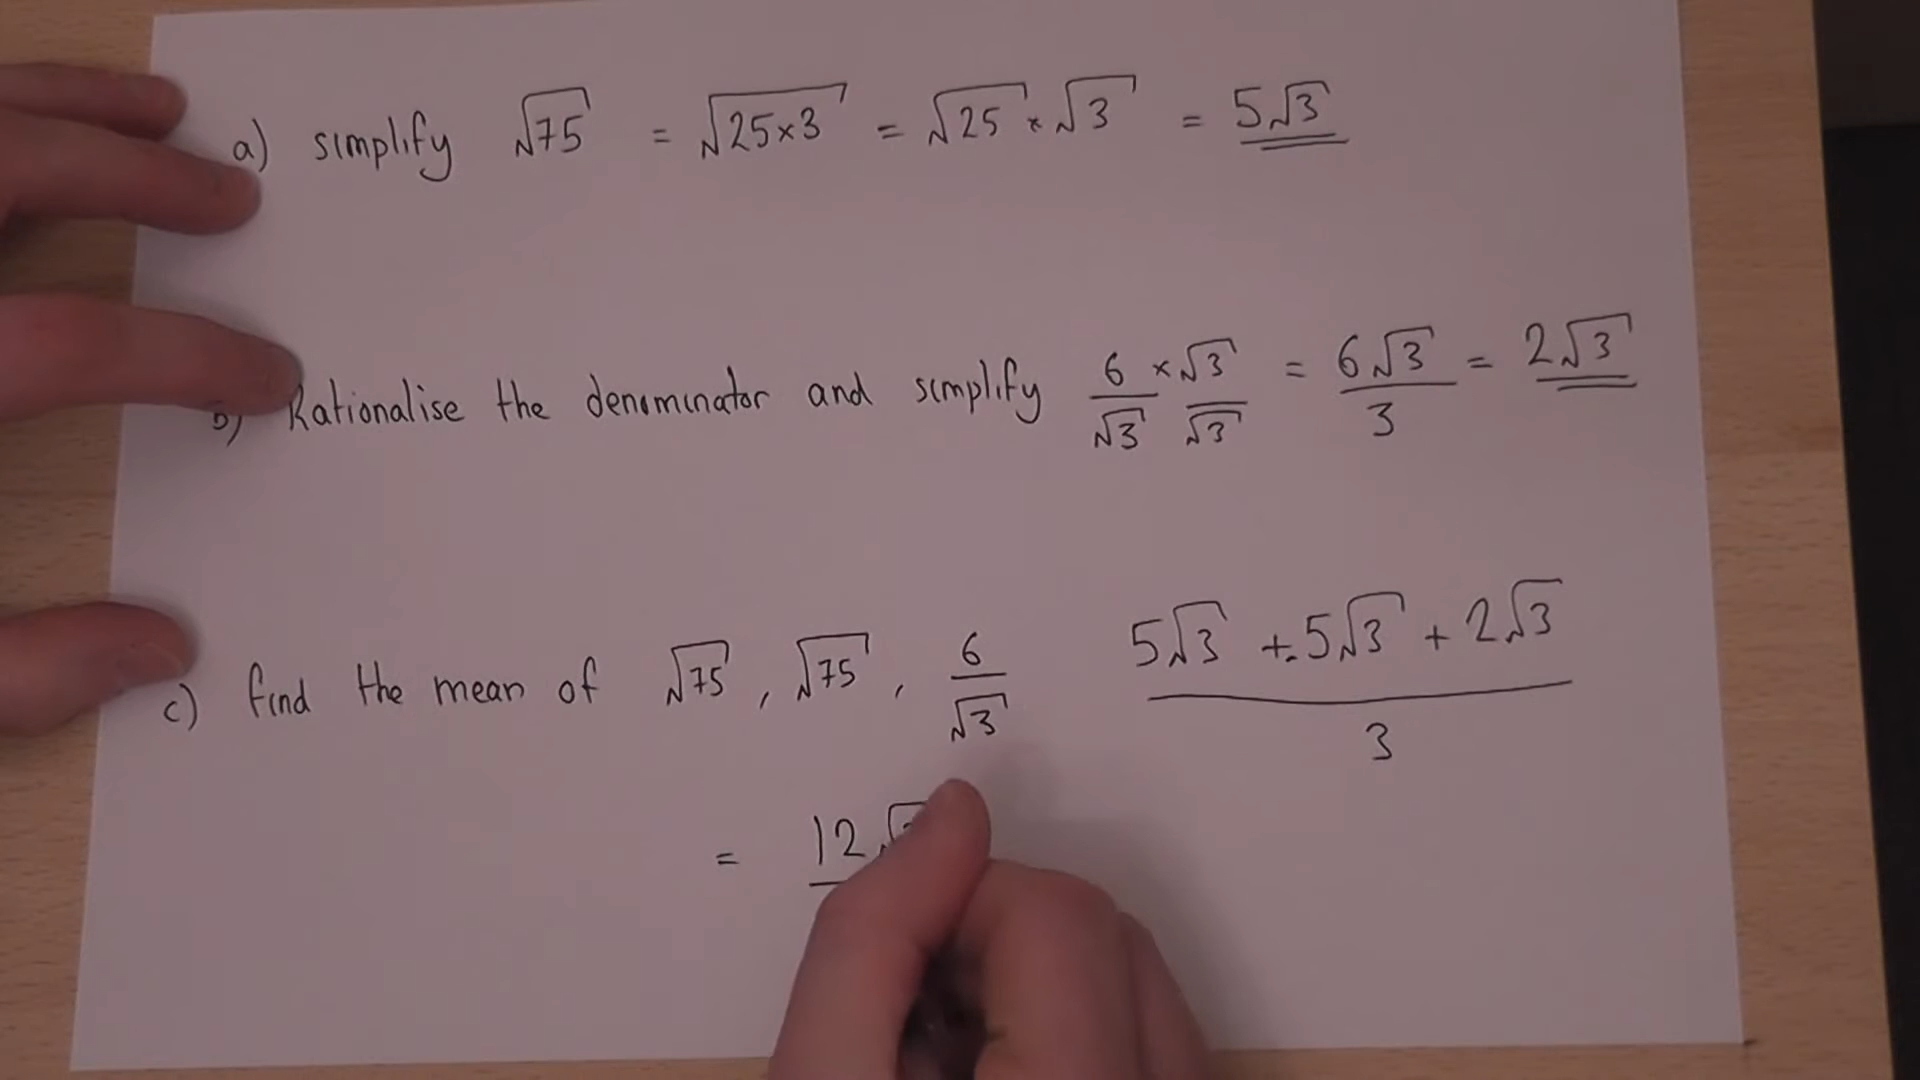 a) simplify √75 = √25×3 = √25 × √3 = 5√3
b) Rationalise the denominator and simplify 6/√3 × √3/√3 = 6√3/3 = 2√3
c) find the mean of √75, √75, 6/√3 (5√3 + 5√3 + 2√3)/3
= 12√